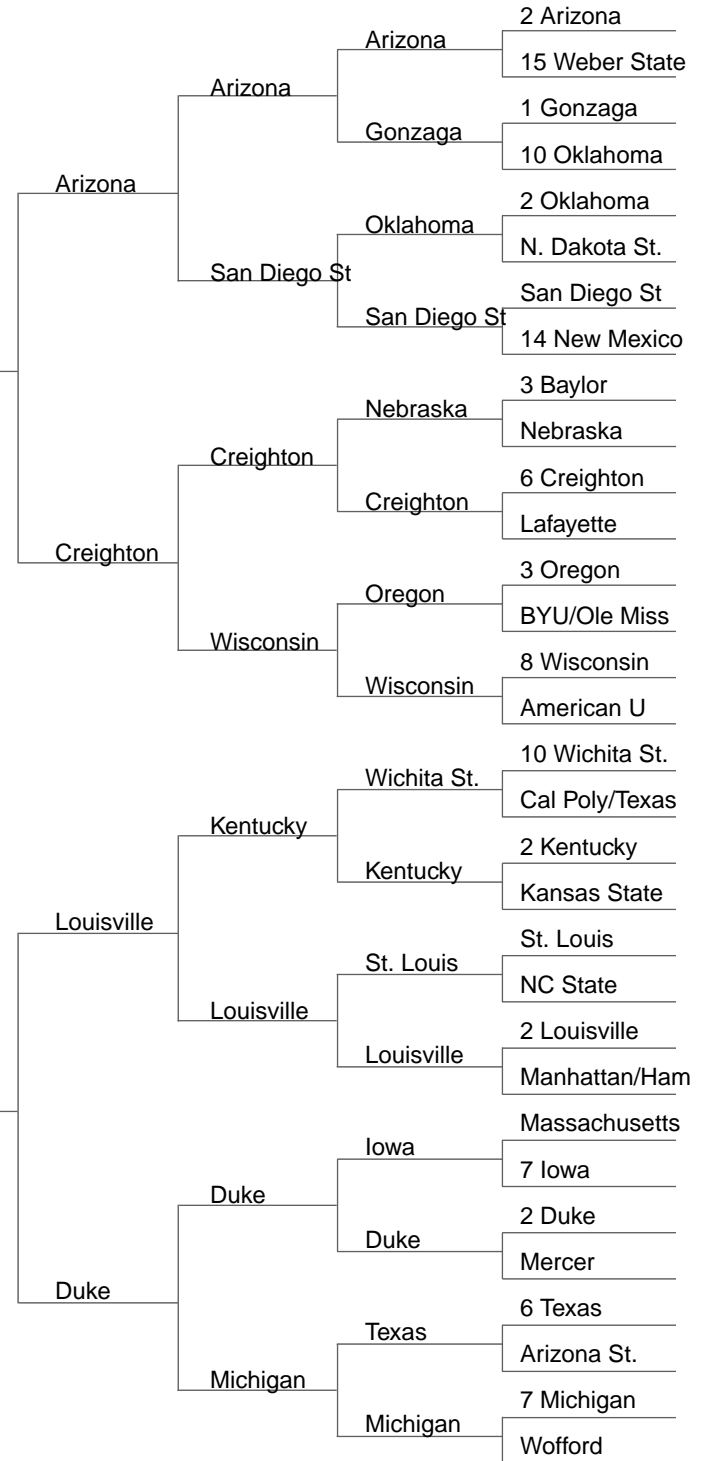 2 Arizona
Arizona
15 Weber State
Arizona
1 Gonzaga
Gonzaga
10 Oklahoma
Arizona
2 Oklahoma
Oklahoma
N. Dakota St.
San Diego St
San Diego St
San Diego St
14 New Mexico
3 Baylor
Nebraska
Nebraska
Creighton
6 Creighton
Creighton
Lafayette
Creighton
3 Oregon
Oregon
BYU/Ole Miss
Wisconsin
8 Wisconsin
Wisconsin
American U
10 Wichita St.
Wichita St.
Cal Poly/Texas
Kentucky
2 Kentucky
Kentucky
Kansas State
Louisville
St. Louis
St. Louis
NC State
Louisville
2 Louisville
Louisville
Manhattan/Ham
Massachusetts
Iowa
7 Iowa
Duke
2 Duke
Duke
Mercer
Duke
6 Texas
Texas
Arizona St.
Michigan
7 Michigan
Michigan
Wofford